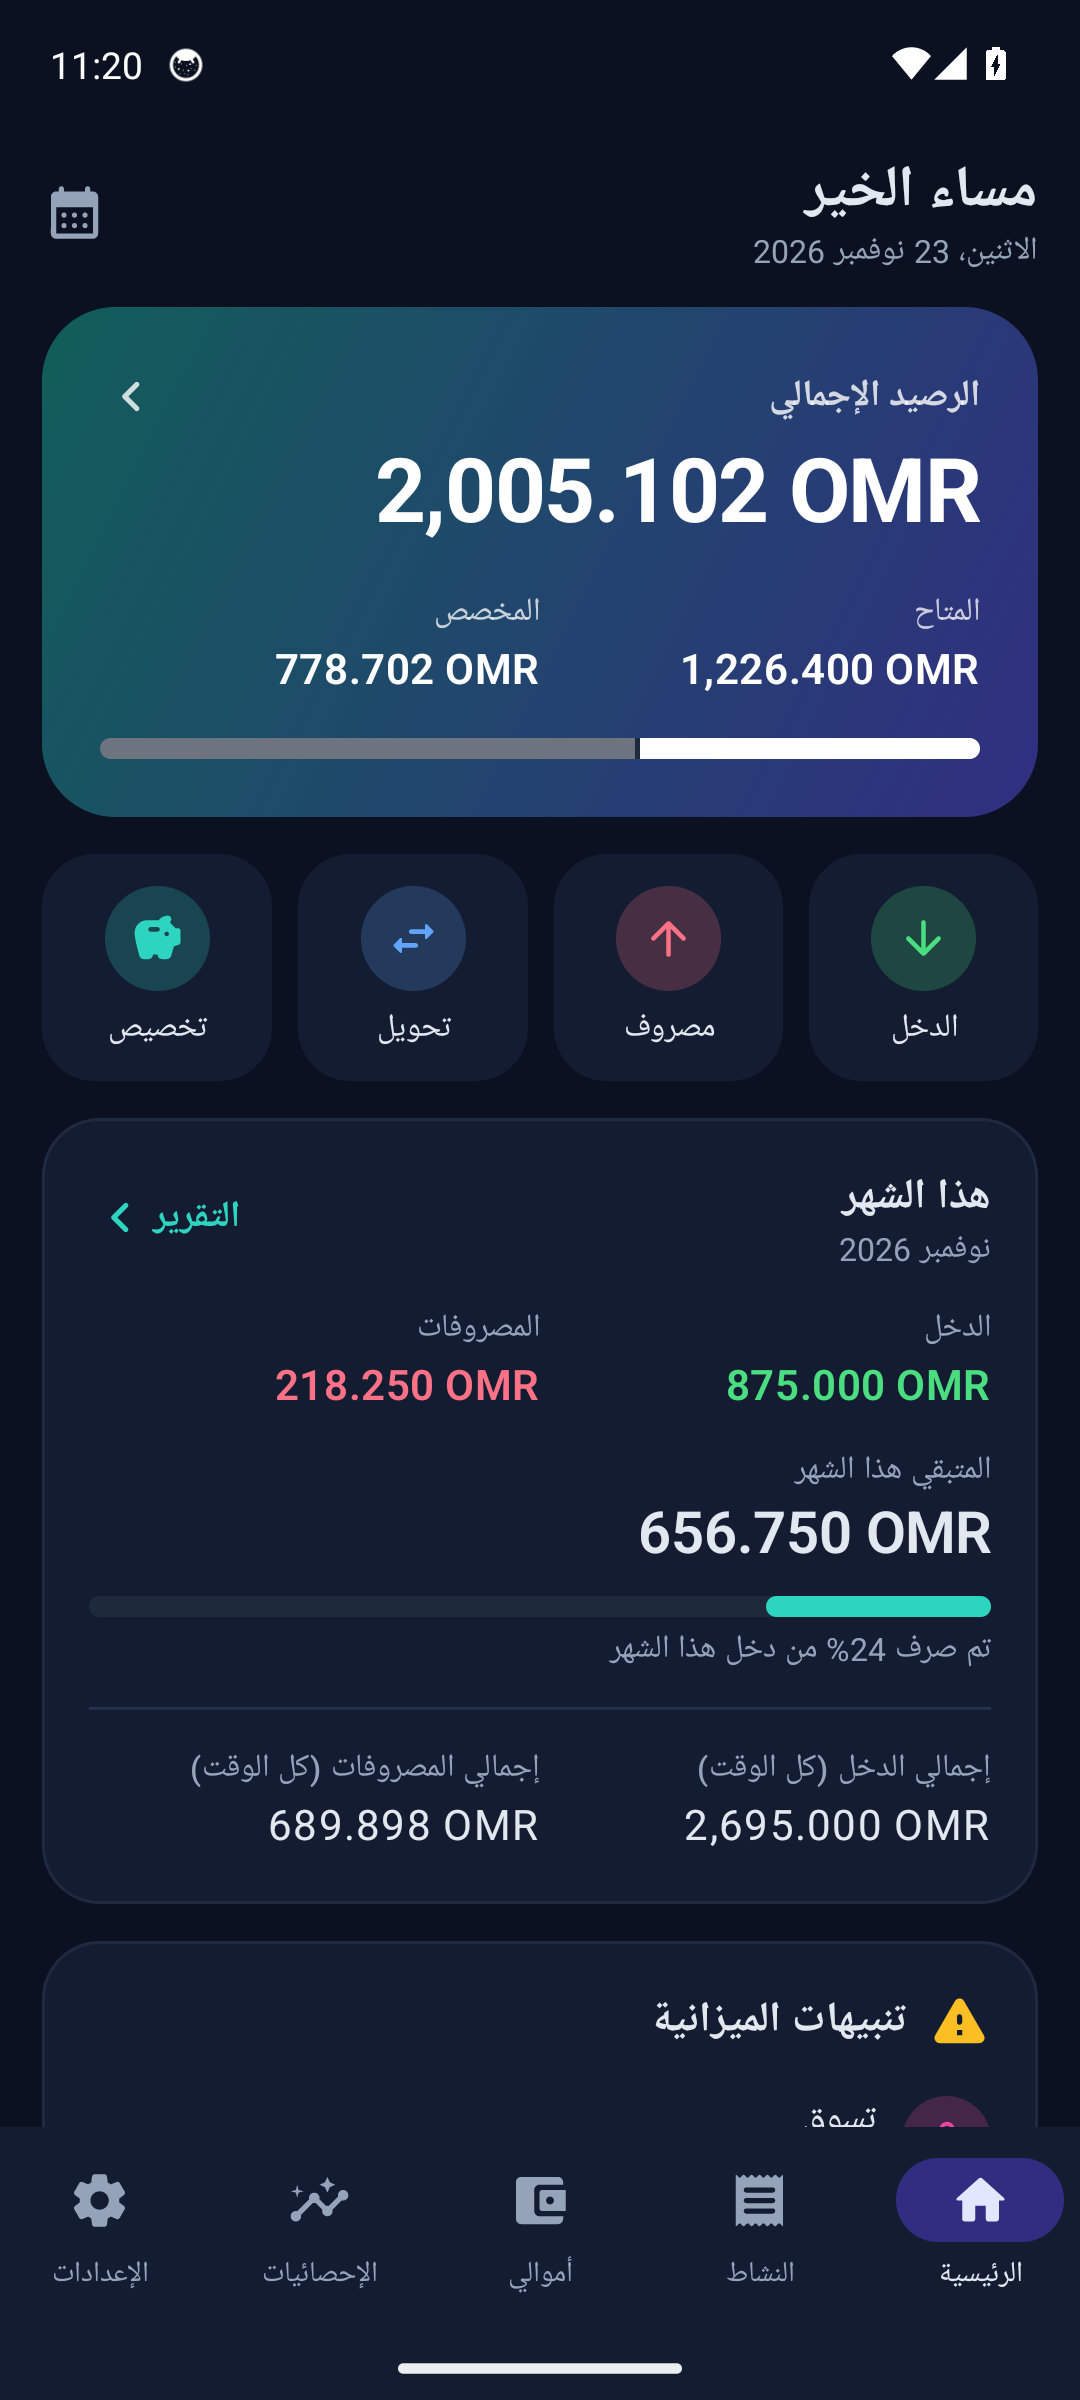 11:20
مساء الخير
الاثنين، 23 نوفمبر 2026
الرصيد الإجمالي
2,005.102 OMR
المتاح
المخصص
1,226.400 OMR
778.702 OMR
الدخل
مصروف
تحويل
تخصيص
هذا الشهر
التقرير
نوفمبر 2026
الدخل
المصروفات
875.000 OMR
218.250 OMR
المتبقي هذا الشهر
656.750 OMR
تم صرف 24% من دخل هذا الشهر
إجمالي الدخل (كل الوقت)
إجمالي المصروفات (كل الوقت)
2,695.000 OMR
689.898 OMR
تنبيهات الميزانية
تسوق
الرئيسية
النشاط
أموالي
الإحصائيات
الإعدادات